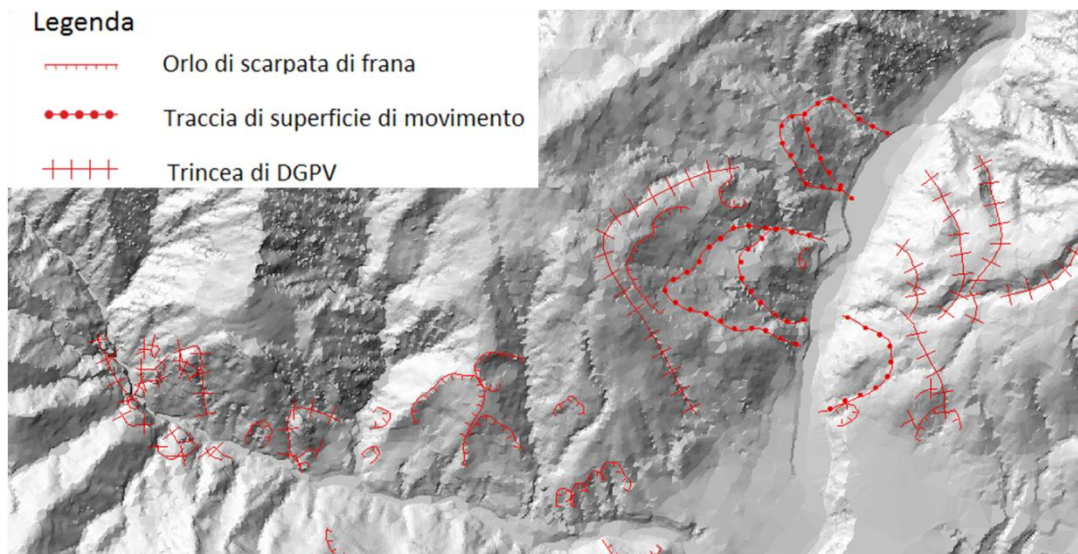 Legenda
Orlo di scarpata di frana
Traccia di superficie di movimento
Trincea di DGPV